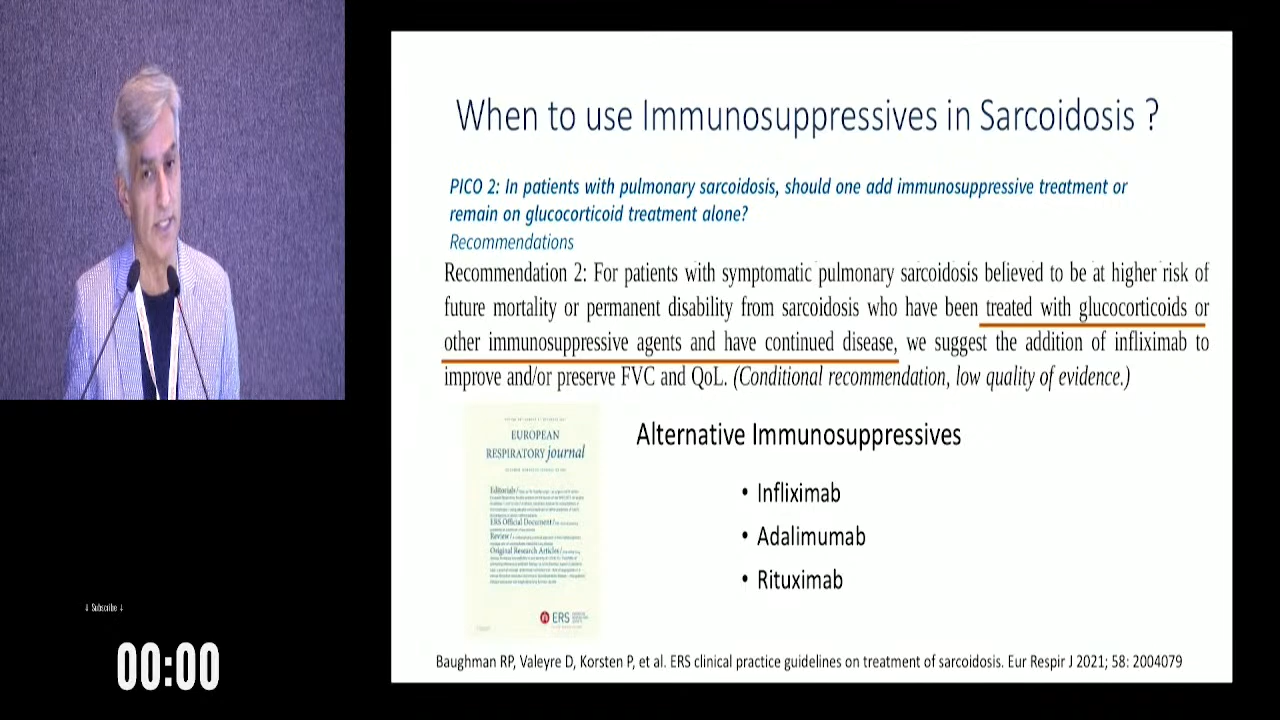 When to use Immunosuppressives in Sarcoidosis ?
PICO 2: In patients with pulmonary sarcoidosis, should one add immunosuppressive treatment or
remain on glucocorticoid treatment alone?
Recommendations
Recommendation 2: For patients with symptomatic pulmonary sarcoidosis believed to be at higher risk of
future mortality or permanent disability from sarcoidosis who have been treated with glucocorticoids or
other immunosuppressive agents and have continued disease, we suggest the addition of infliximab to
improve and/or preserve FVC and QoL. (Conditional recommendation, low quality of evidence.)
EUROPEAN
RESPIRATORY journal
Editorials
ERS Official Document
Review
Original Research Articles
ERS
Alternative Immunosuppressives
• Infliximab
• Adalimumab
• Rituximab
Baughman RP, Valeyre D, Korsten P, et al. ERS clinical practice guidelines on treatment of sarcoidosis. Eur Respir J 2021; 58: 2004079
↓ Subscribe ↓
00:00